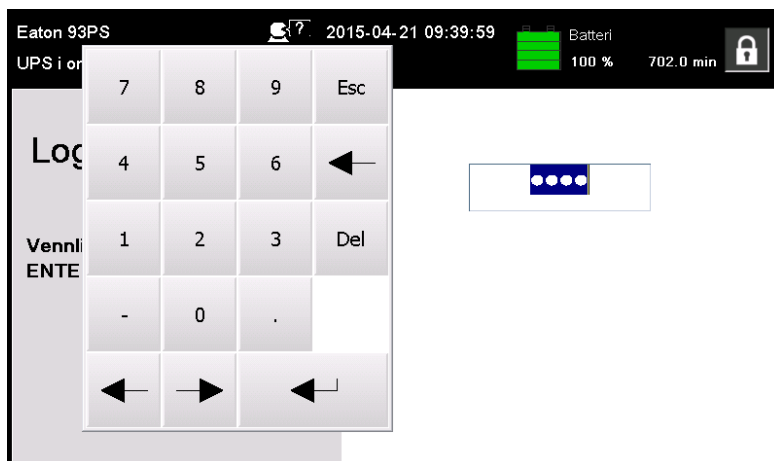 Eaton 93PS
2015-04-21 09:39:59
Batteri
UPS i or
100 %
702.0 min
7 8 9 Esc
Log
4 5 6
Vennli
1 2 3 Del
ENTE
- 0 .